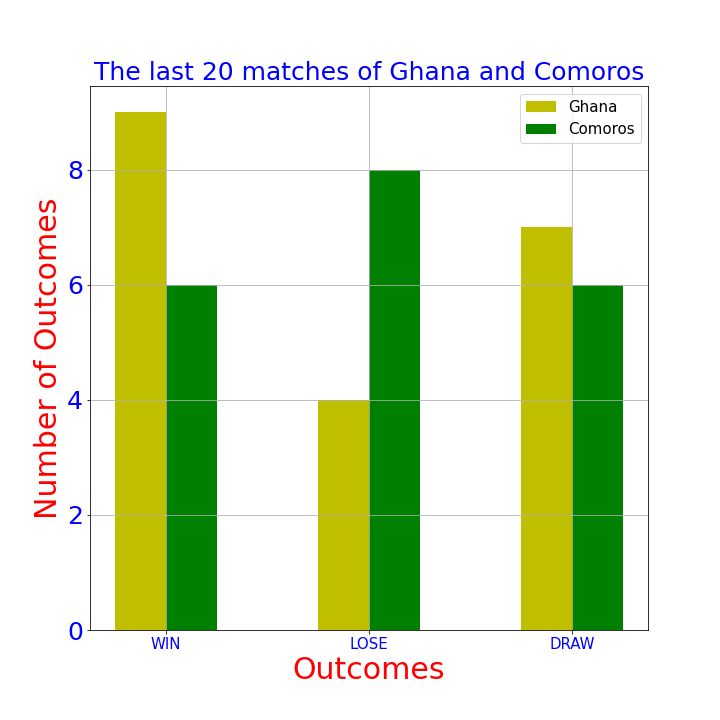 The last 20 matches of Ghana and Comoros
Ghana
Comoros
Number of Outcomes
8
6
4
2
0
WIN LOSE DRAW
Outcomes